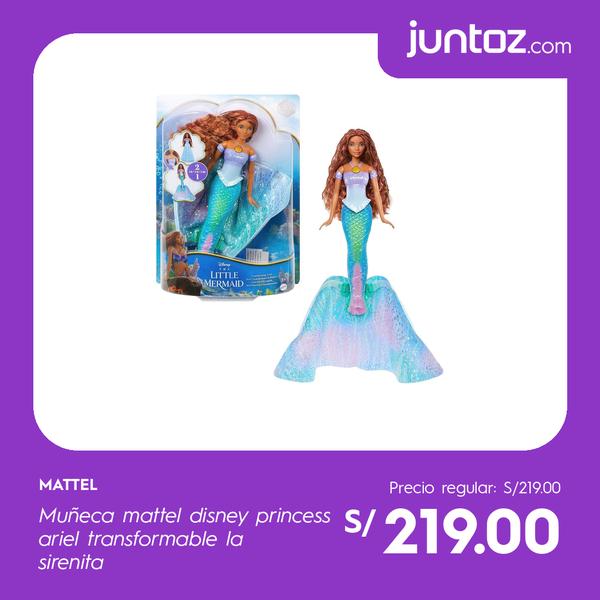 juntoz.com
2
1
Disney
THE
LITTLE
MERMAID
MATTEL
Muñeca mattel disney princess
ariel transformable la
sirenita
Precio regular: S/219.00
S/ 219.00